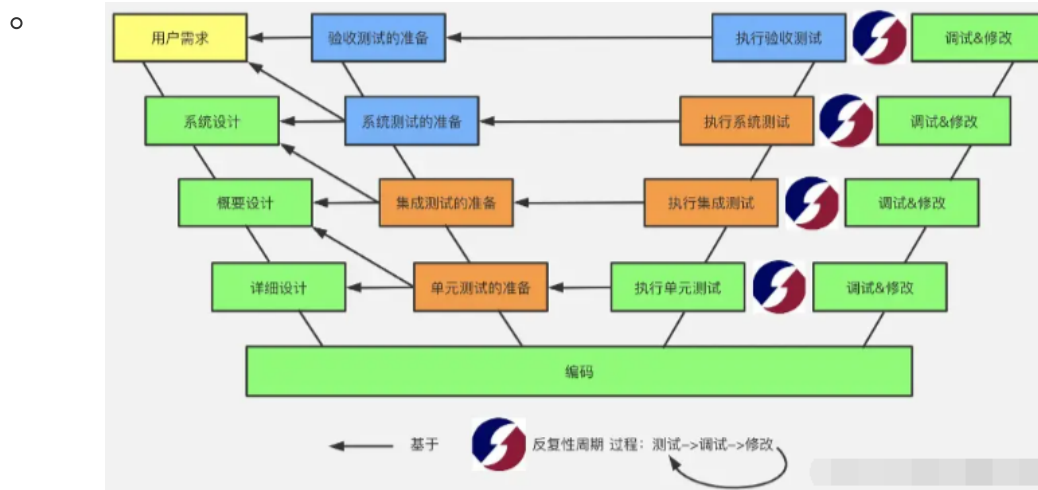 用户需求 验收测试的准备 执行验收测试 调试&修改
系统设计 系统测试的准备 执行系统测试 调试&修改
概要设计 集成测试的准备 执行集成测试 调试&修改
详细设计 单元测试的准备 执行单元测试 调试&修改
编码
基于 反复性周期 过程：测试->调试->修改